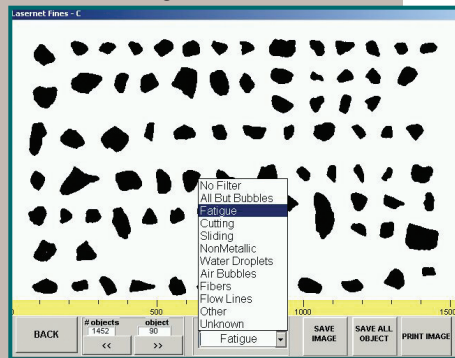 Lasernet Fines - C
No Filter
All But Bubbles
Fatigue
Cutting
Sliding
NonMetallic
Water Droplets
Air Bubbles
Fibers
Flow Lines
Other
Unknown
0 500 1000 1500
# objects object
1452 90
<< >>
BACK
Fatigue
SAVE IMAGE
SAVE ALL OBJECT
PRINT IMAGE